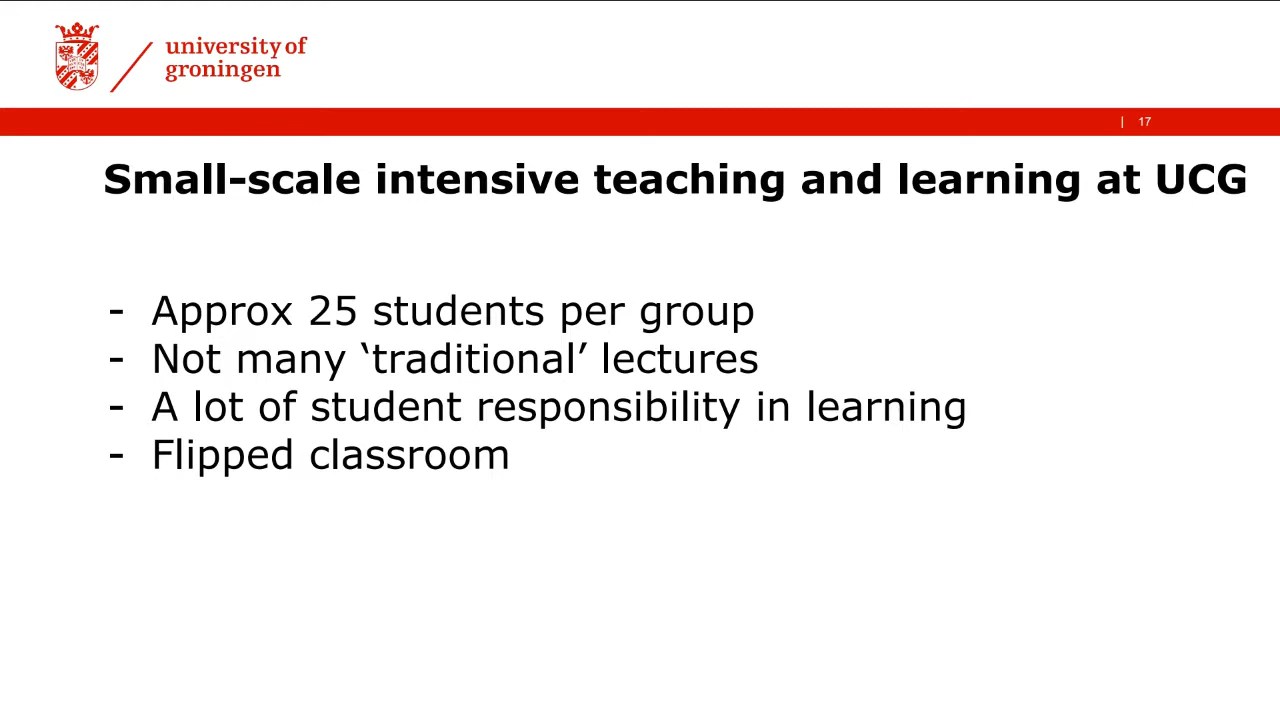 university of
groningen
| 17
Small-scale intensive teaching and learning at UCG
- Approx 25 students per group
- Not many ‘traditional’ lectures
- A lot of student responsibility in learning
- Flipped classroom